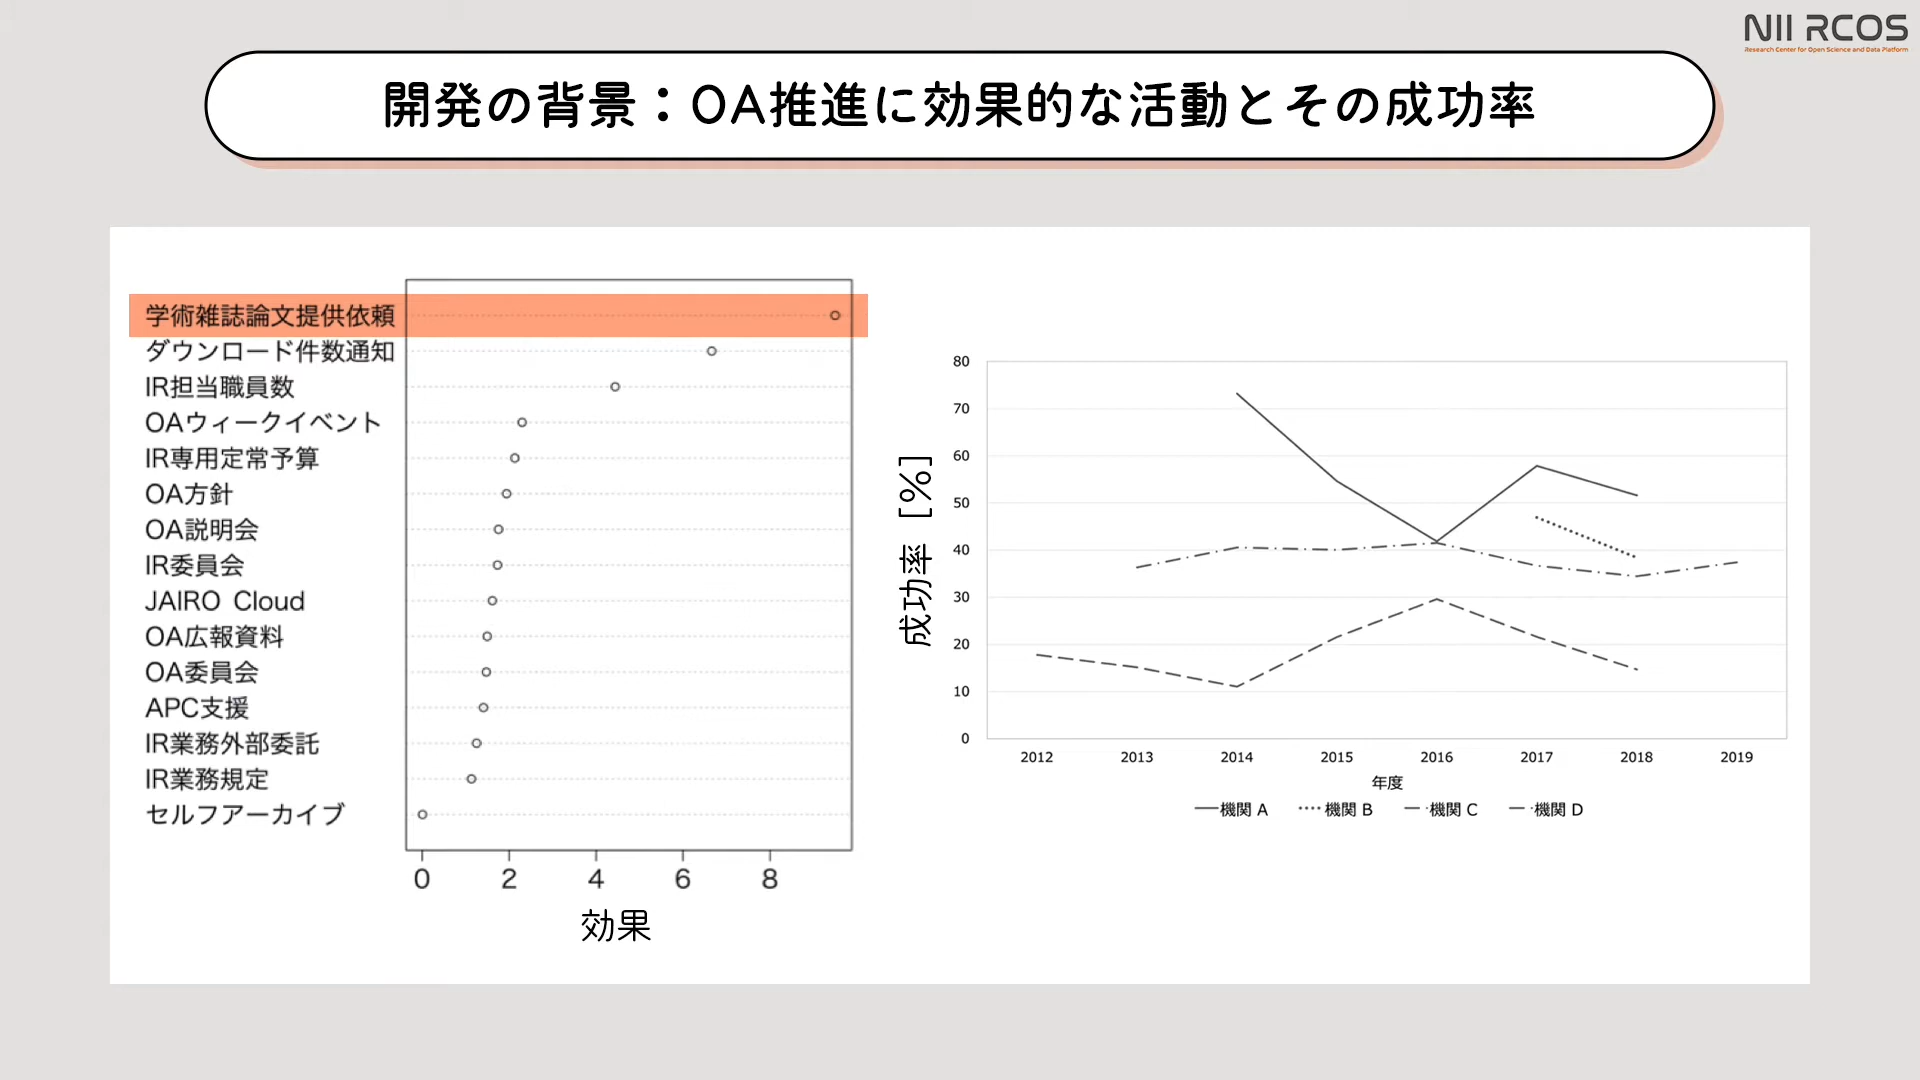 NII RCOS
Research Center for Open Science and Data Platform
開発の背景：OA推進に効果的な活動とその成功率
学術雑誌論文提供依頼
ダウンロード件数通知
IR担当職員数
OAウィークイベント
IR専用定常予算
OA方針
OA説明会
IR委員会
JAIRO Cloud
OA広報資料
OA委員会
APC支援
IR業務外部委託
IR業務規定
セルフアーカイブ
0 2 4 6 8
効果
成功率 [%]
80
70
60
50
40
30
20
10
0
2012 2013 2014 2015 2016 2017 2018 2019
年度
機関 A 機関 B 機関 C 機関 D